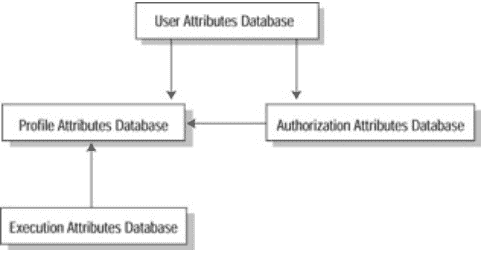 User Attributes Database
Profile Attributes Database
Authorization Attributes Database
Execution Attributes Database